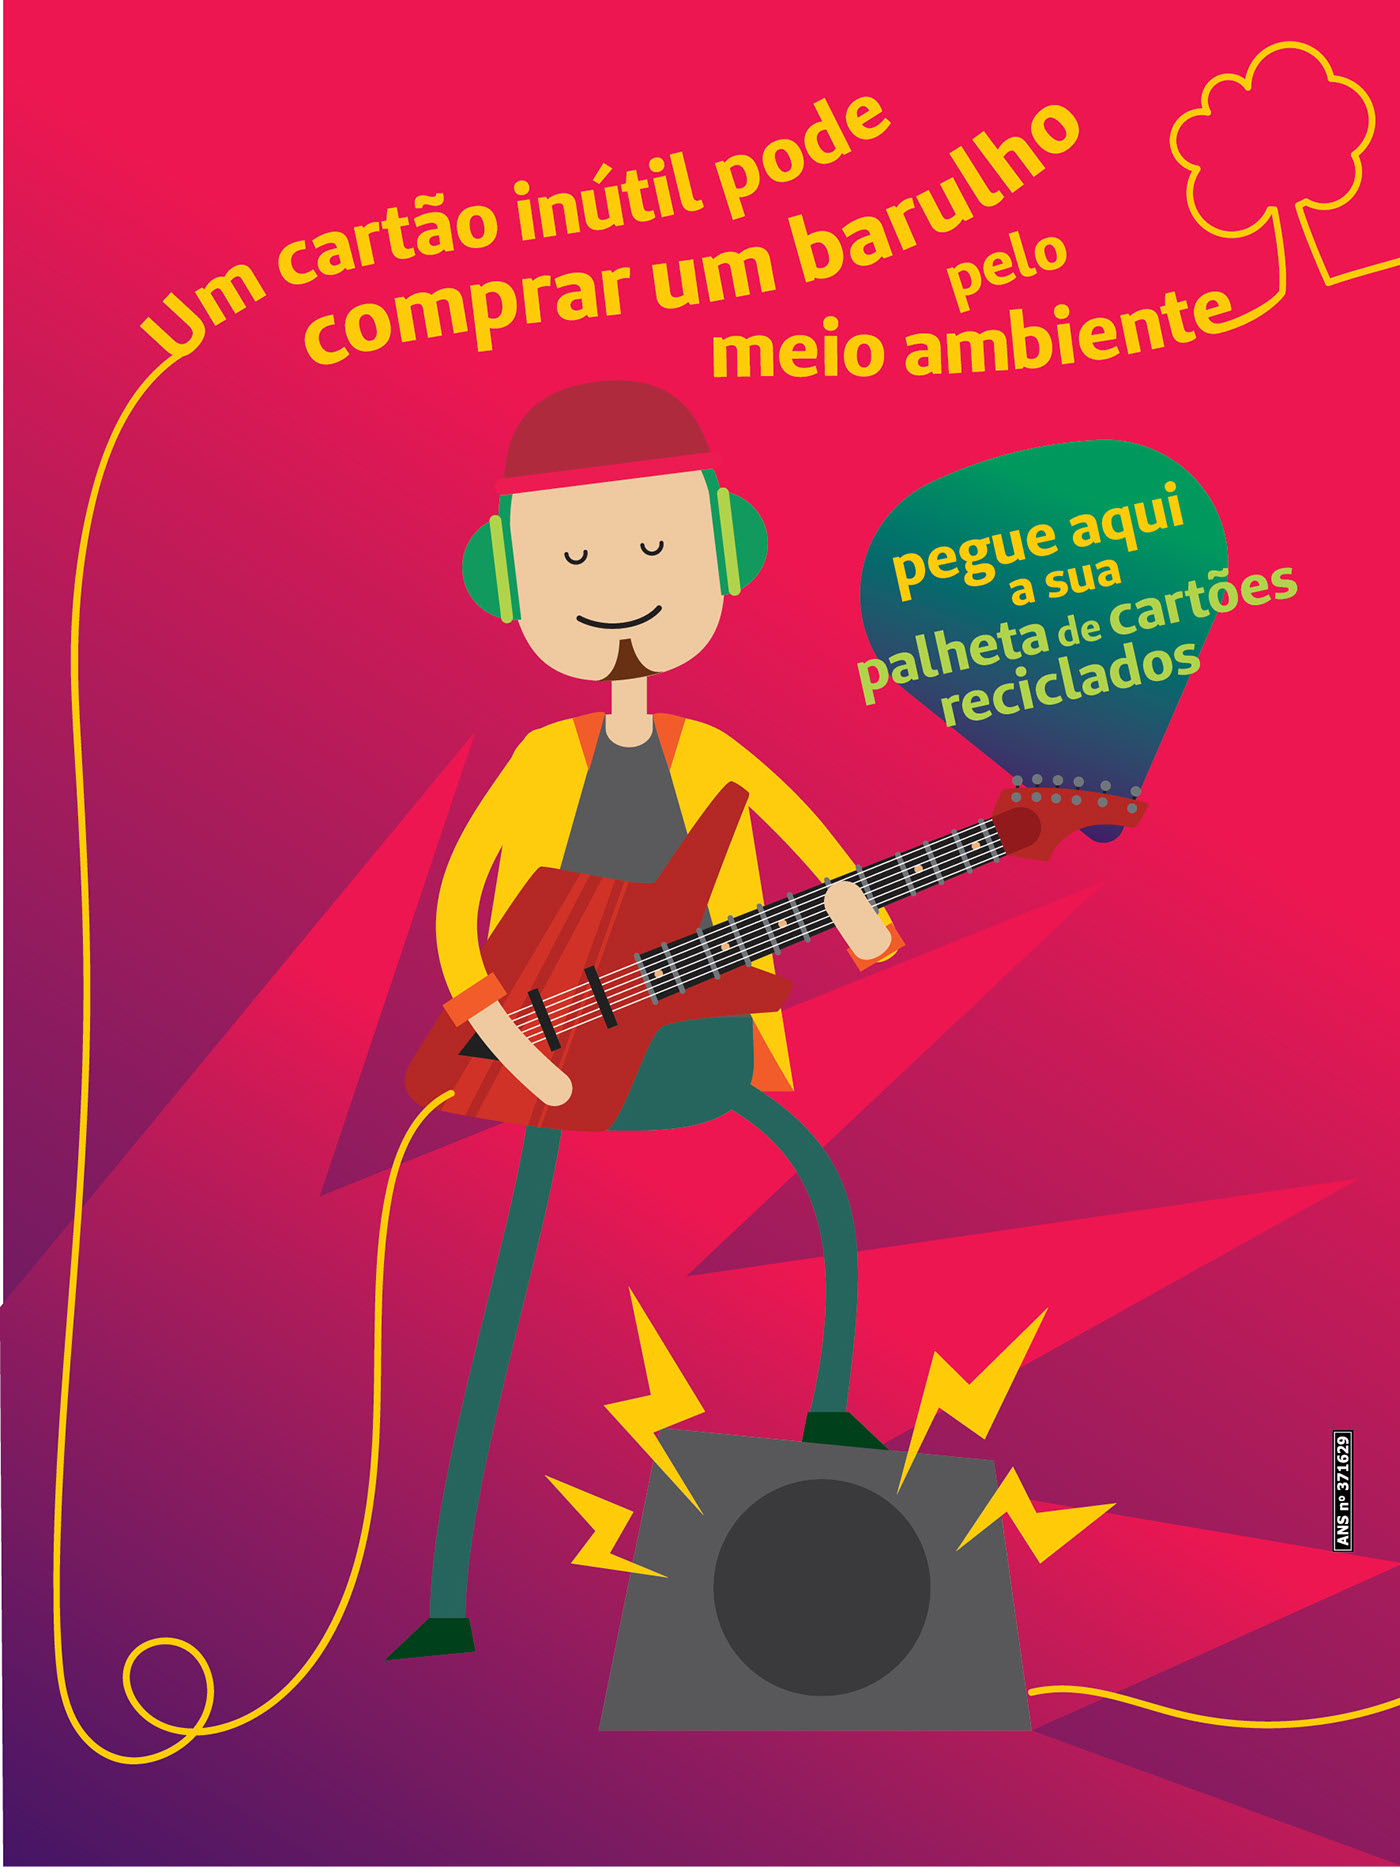 Um cartão inútil pode
comprar um barulho
pelo
meio ambiente
pegue aqui
a sua
palheta de cartões
reciclados
ANS nº 371629